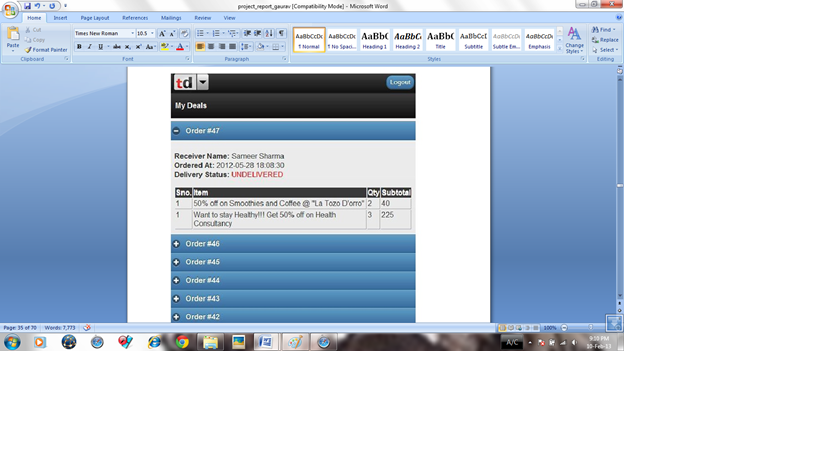 project_report_gaurav [Compatibility Mode] - Microsoft Word
Home Insert Page Layout References Mailings Review View
Cut
Copy
Format Painter
Paste
Clipboard
Times New Roman 10.5
Font
Paragraph
AaBbCcDc AaBbCcDc AaBbC AaBbCc AaBbC AaBbCcI AaBbCcDc AaBbCcDc
¶ Normal ¶ No Spaci... Heading 1 Heading 2 Title Subtitle Subtle Em... Emphasis
Change Styles
Styles
Find
Replace
Select
Editing
td Logout
My Deals
Order #47
Receiver Name: Sameer Sharma
Ordered At: 2012-05-28 18:08:30
Delivery Status: UNDELIVERED
Sno. Item Qty Subtotal
1 50% off on Smoothies and Coffee @ "La Tozo D'orro" 2 40
1 Want to stay Healthy!!! Get 50% off on Health 3 225
Consultancy
Order #46
Order #45
Order #44
Order #43
Order #42
Page: 35 of 70 Words: 7,773 100%
A/C
9:10 PM
10-Feb-13